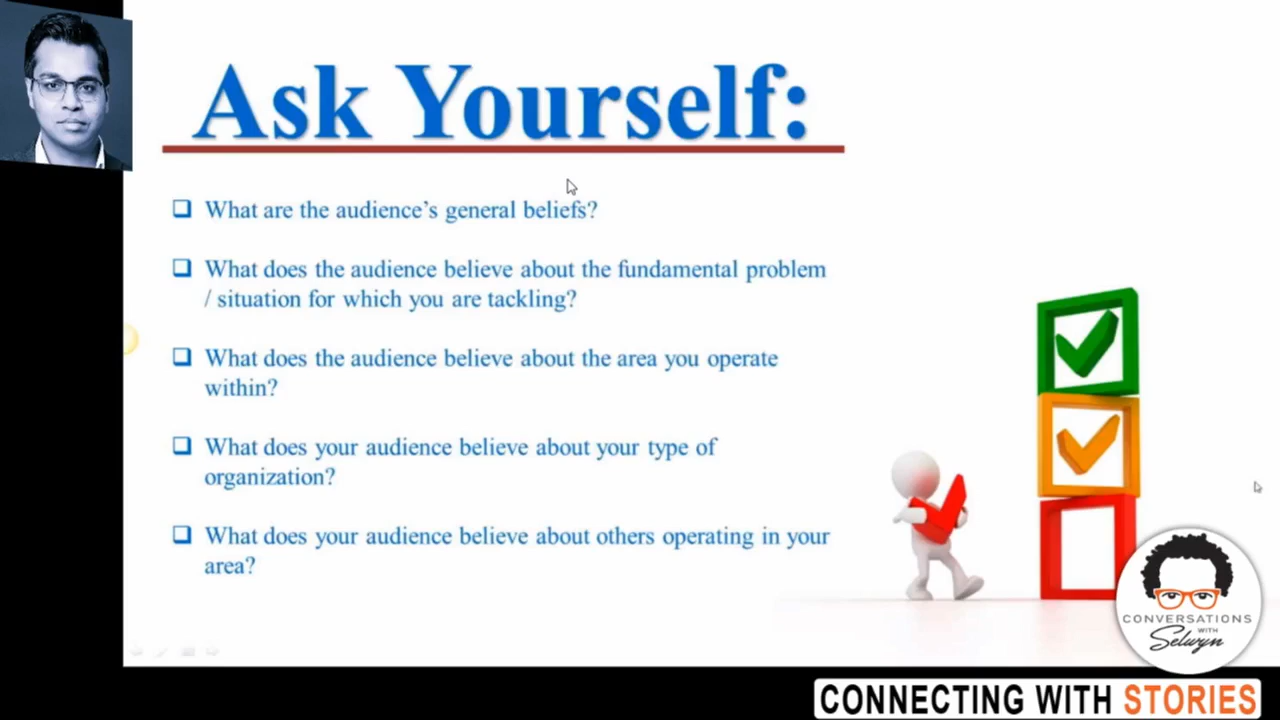 Ask Yourself:
What are the audience's general beliefs?
What does the audience believe about the fundamental problem
/ situation for which you are tackling?
What does the audience believe about the area you operate
within?
What does your audience believe about your type of
organization?
What does your audience believe about others operating in your
area?
CONVERSATIONS
WITH
Selwyn
CONNECTING WITH STORIES